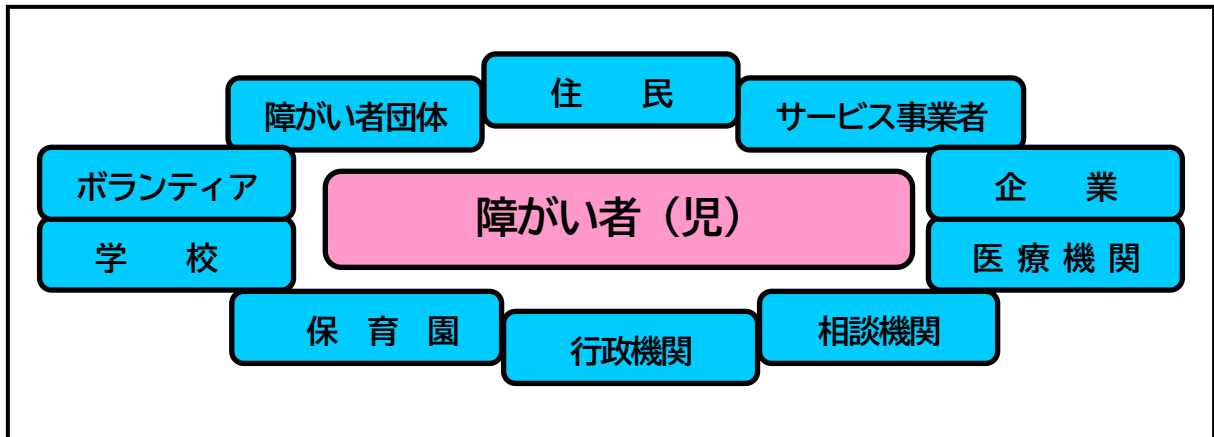 住　　民
障がい者団体
サービス事業者
ボランティア
企　　業
障がい者（児）
学　　校
医 療 機 関
保　育　園
行政機関
相談機関